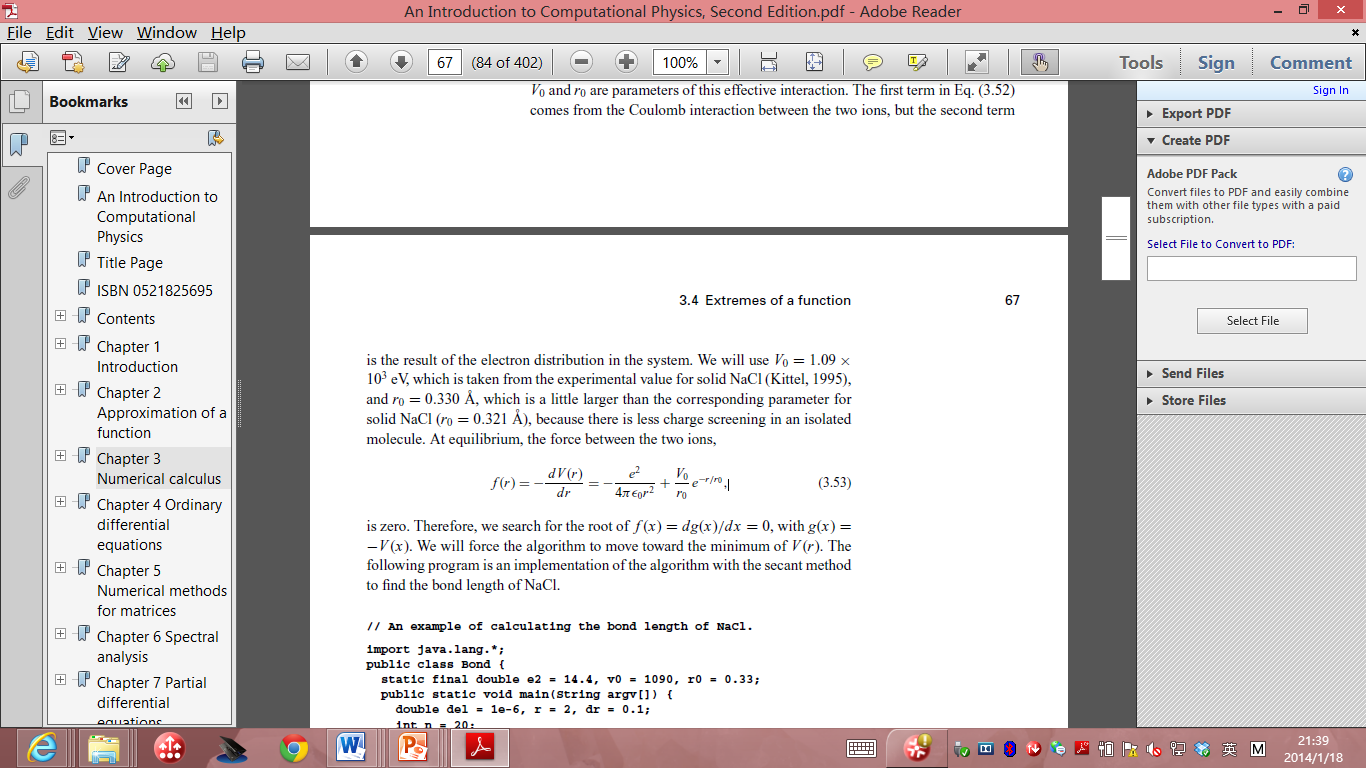 An Introduction to Computational Physics, Second Edition.pdf - Adobe Reader
File Edit View Window Help
67 (84 of 402) 100% Tools Sign Comment
Bookmarks
Cover Page
An Introduction to
Computational
Physics
Title Page
ISBN 0521825695
Contents
Chapter 1
Introduction
Chapter 2
Approximation of a
function
Chapter 3
Numerical calculus
Chapter 4 Ordinary
differential
equations
Chapter 5
Numerical methods
for matrices
Chapter 6 Spectral
analysis
Chapter 7 Partial
differential
equations
V₀ and r₀ are parameters of this effective interaction. The first term in Eq. (3.52)
comes from the Coulomb interaction between the two ions, but the second term
3.4 Extremes of a function 67
is the result of the electron distribution in the system. We will use V₀ = 1.09 ×
10³ eV, which is taken from the experimental value for solid NaCl (Kittel, 1995),
and r₀ = 0.330 Å, which is a little larger than the corresponding parameter for
solid NaCl (r₀ = 0.321 Å), because there is less charge screening in an isolated
molecule. At equilibrium, the force between the two ions,
f(r) = −dV(r)/dr = −e²/4πϵ₀r² + V₀/r₀ e^−r/r₀, (3.53)
is zero. Therefore, we search for the root of f(x) = dg(x)/dx = 0, with g(x) =
−V(x). We will force the algorithm to move toward the minimum of V(r). The
following program is an implementation of the algorithm with the secant method
to find the bond length of NaCl.
// An example of calculating the bond length of NaCl.
import java.lang.*;
public class Bond {
static final double e2 = 14.4, v0 = 1090, r0 = 0.33;
public static void main(String argv[]) {
double del = 1e-6, r = 2, dr = 0.1;
int n = 20;
Sign In
Export PDF
Create PDF
Adobe PDF Pack
Convert files to PDF and easily combine
them with other file types with a paid
subscription.
Select File to Convert to PDF:
Select File
Send Files
Store Files
英 M
21:39
2014/1/18